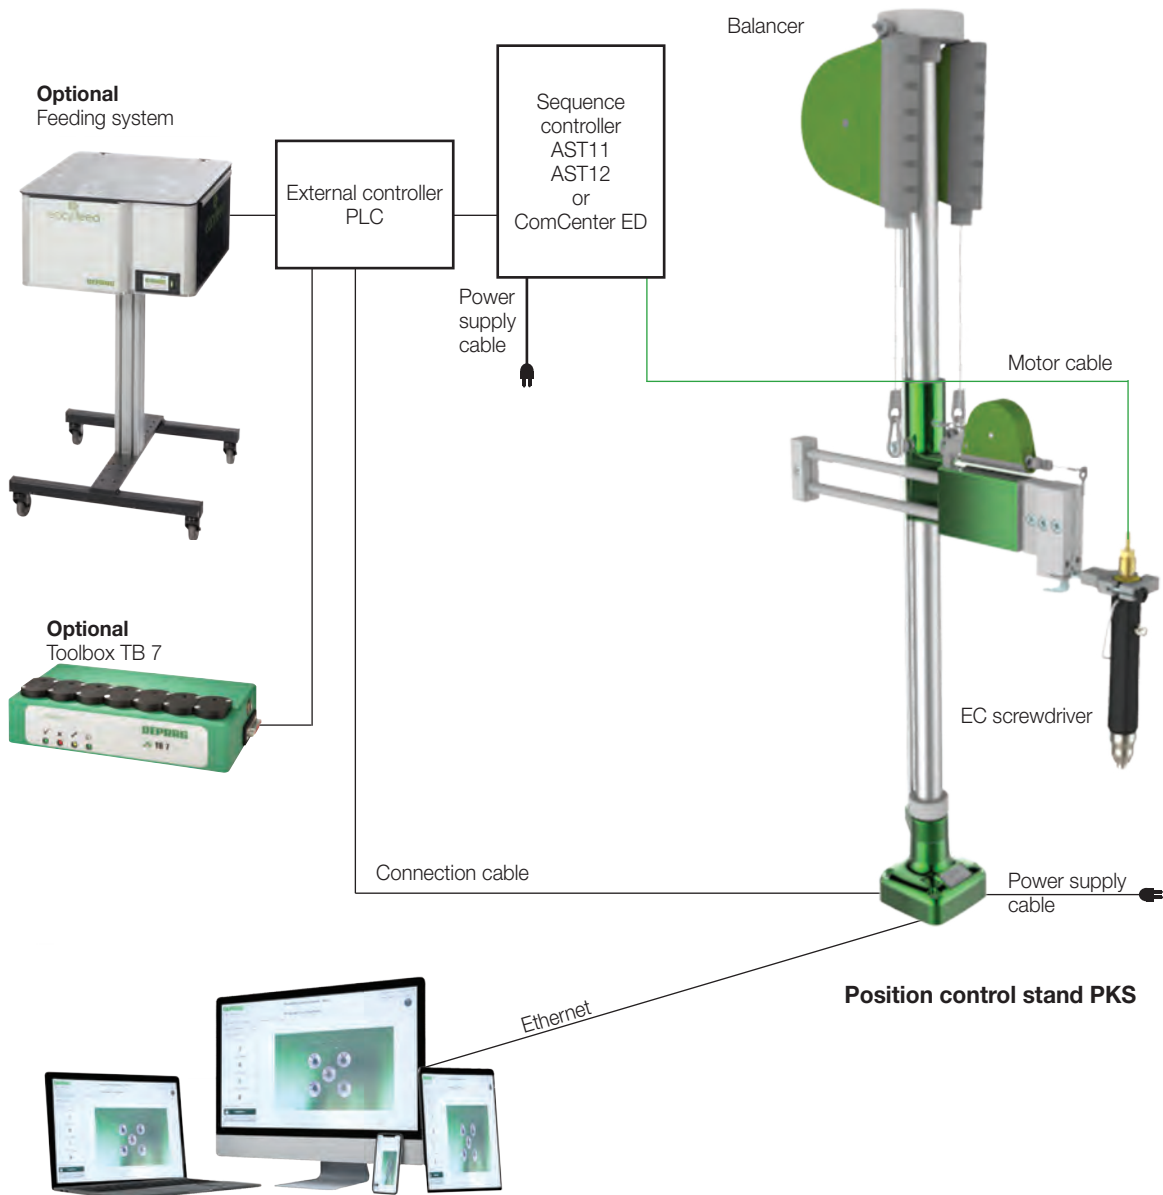 Balancer
Optional
Feeding system
External controller
PLC
Sequence
controller
AST11
AST12
or
ComCenter ED
Power
supply
cable
Motor cable
Optional
Toolbox TB 7
DEPRAG
TB 7
EC screwdriver
Connection cable
Power supply
cable
Position control stand PKS
Ethernet